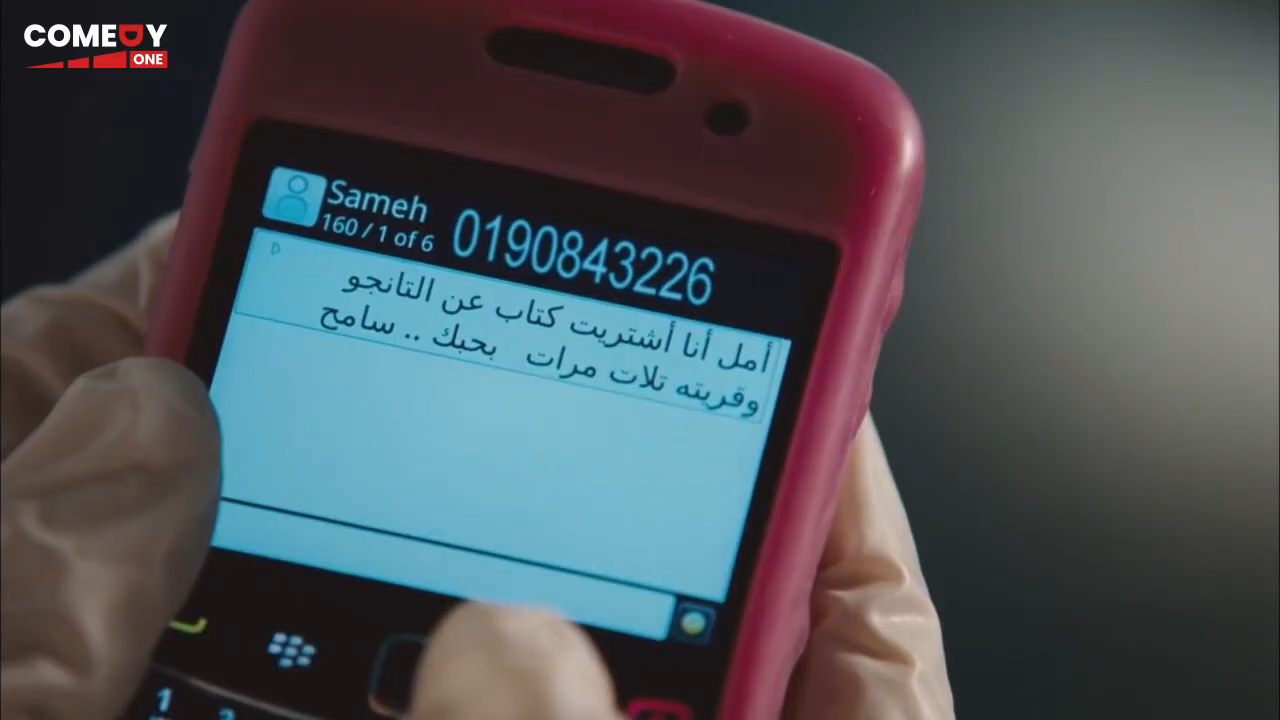 COMEDY
ONE
Sameh
160 / 1 of 6
0190843226
أمل أنا أشتريت كتاب عن التانجو
وقريته تلات مرات بحبك .. سامح
1